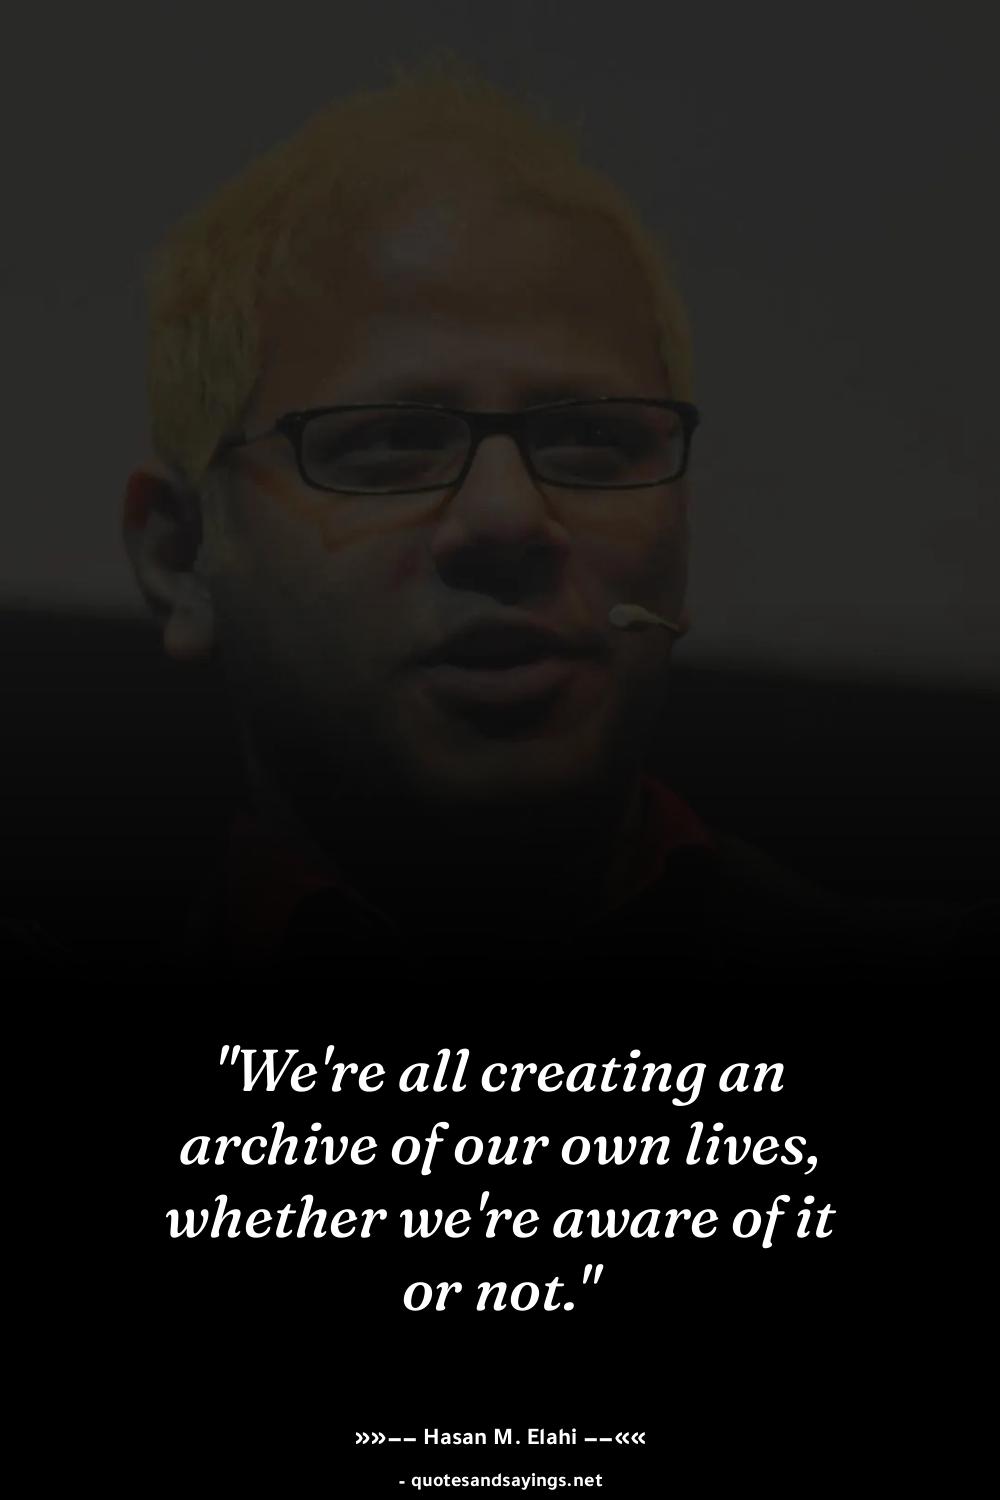 "We're all creating an
archive of our own lives,
whether we're aware of it
or not."
»»–– Hasan M. Elahi ––««
- quotesandsayings.net